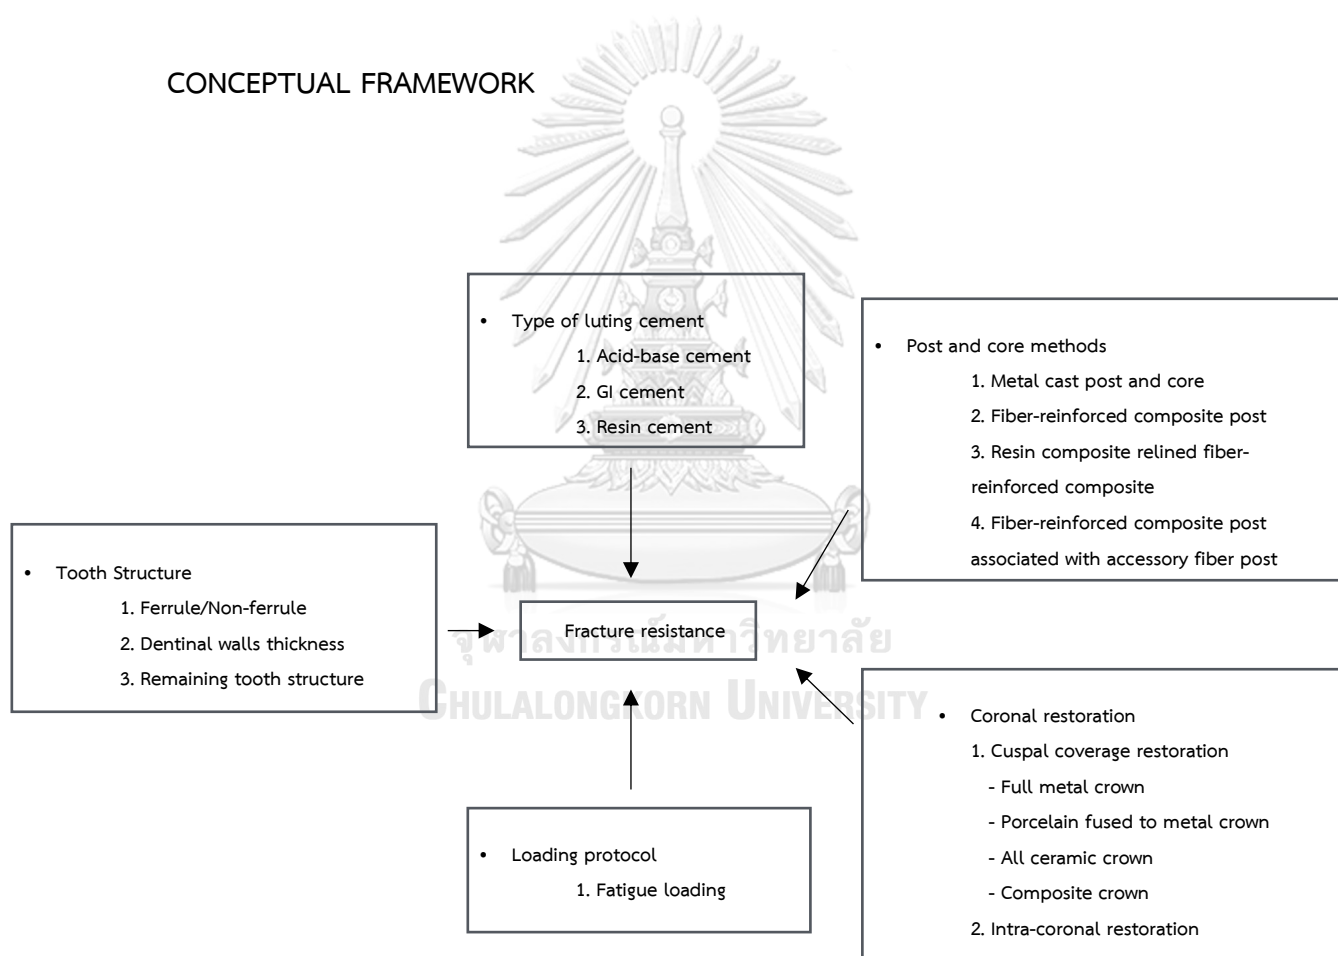 CONCEPTUAL FRAMEWORK
• Type of luting cement
1. Acid-base cement
2. GI cement
3. Resin cement
• Post and core methods
1. Metal cast post and core
2. Fiber-reinforced composite post
3. Resin composite relined fiber-
reinforced composite
4. Fiber-reinforced composite post
associated with accessory fiber post
• Tooth Structure
1. Ferrule/Non-ferrule
2. Dentinal walls thickness
3. Remaining tooth structure
Fracture resistance
จุฬาลงกรณ์มหาวิทยาลัย
CHULALONGKORN UNIVERSITY
• Loading protocol
1. Fatigue loading
• Coronal restoration
1. Cuspal coverage restoration
- Full metal crown
- Porcelain fused to metal crown
- All ceramic crown
- Composite crown
2. Intra-coronal restoration